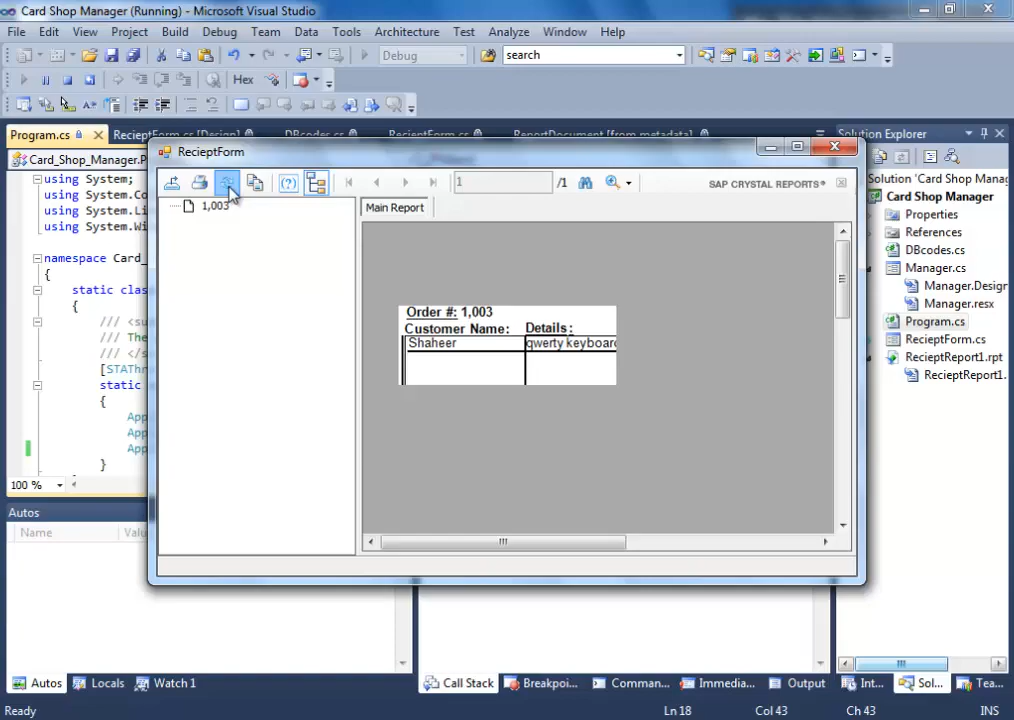 Card Shop Manager (Running) - Microsoft Visual Studio
File Edit View Project Build Debug Team Data Tools Architecture Test Analyze Window Help
Debug search
Hex
Program.cs RecieptForm.cs [Design] DBcodes.cs RecieptForm.cs ReportDocument [from metadata] Solution Explorer
Card_Shop_Manager.P
using System;
using System.Co
using System.Li
using System.Wi
namespace Card_
{
static clas
{
/// <su
/// The
/// </s
[STAThr
static
{
App
App
App
}
100 %
RecieptForm
1 /1 SAP CRYSTAL REPORTS®
1,003
Main Report
Order #: 1,003
Customer Name: Details:
Shaheer qwerty keyboard
Solution 'Card Shop Mana
Card Shop Manager
Properties
References
DBcodes.cs
Manager.cs
Manager.Design
Manager.resx
Program.cs
RecieptForm.cs
RecieptReport1.rpt
RecieptReport1.
Autos
Name Valu
Autos Locals Watch 1 Call Stack Breakpoi... Comman... Immedia... Output Int... Sol... Tea...
Ln 18 Col 43 Ch 43 INS